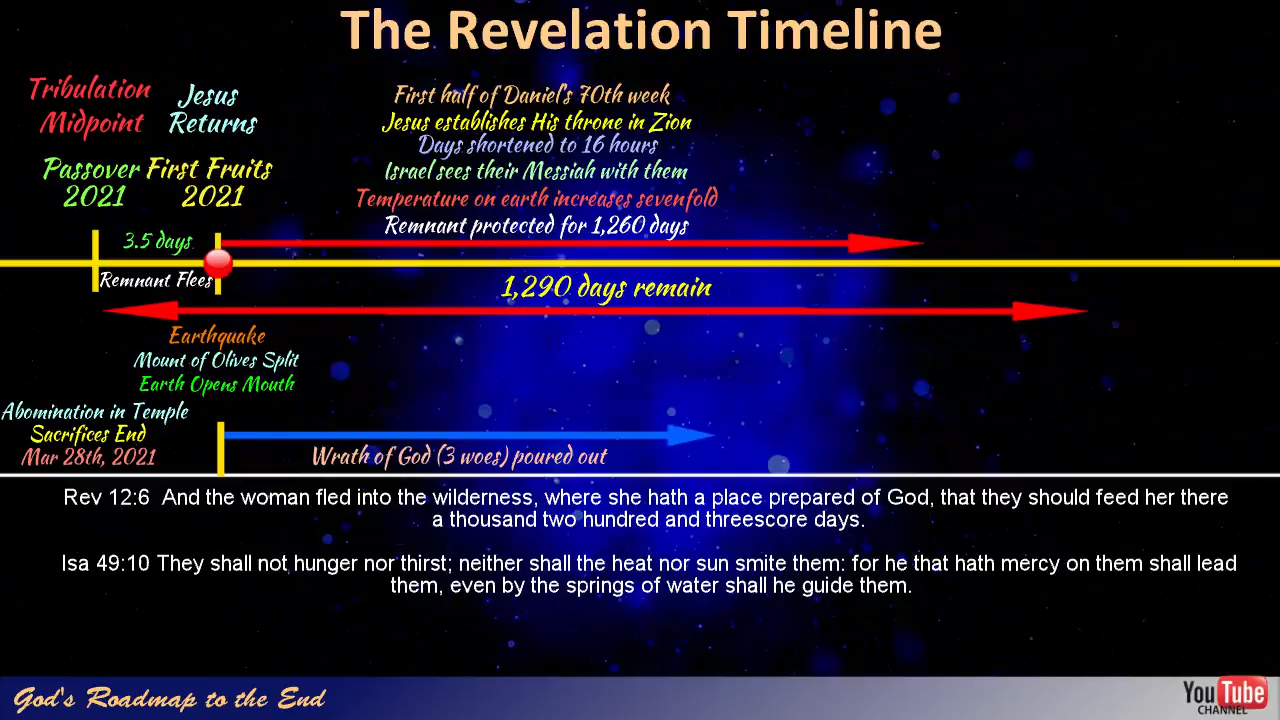 The Revelation Timeline
Tribulation
Midpoint
Jesus
Returns
Passover
2021
First Fruits
2021
First half of Daniel's 70th week
Jesus establishes His throne in Zion
Days shortened to 16 hours
Israel sees their Messiah with them
Temperature on earth increases sevenfold
Remnant protected for 1,260 days
3.5 days
Remnant Flees
1,290 days remain
Earthquake
Mount of Olives Split
Earth Opens Mouth
Abomination in Temple
Sacrifices End
Mar 28th, 2021
Wrath of God (3 woes) poured out
Rev 12:6 And the woman fled into the wilderness, where she hath a place prepared of God, that they should feed her there
a thousand two hundred and threescore days.
Isa 49:10 They shall not hunger nor thirst; neither shall the heat nor sun smite them: for he that hath mercy on them shall lead
them, even by the springs of water shall he guide them.
God's Roadmap to the End
YouTube
CHANNEL